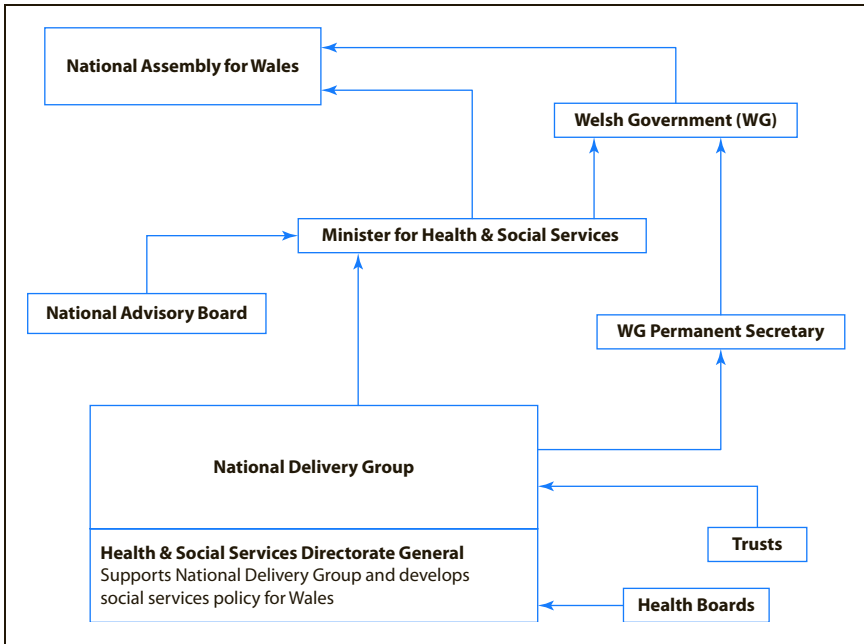 National Assembly for Wales
Welsh Government (WG)
Minister for Health & Social Services
National Advisory Board
WG Permanent Secretary
National Delivery Group
Health & Social Services Directorate General
Supports National Delivery Group and develops
social services policy for Wales
Trusts
Health Boards